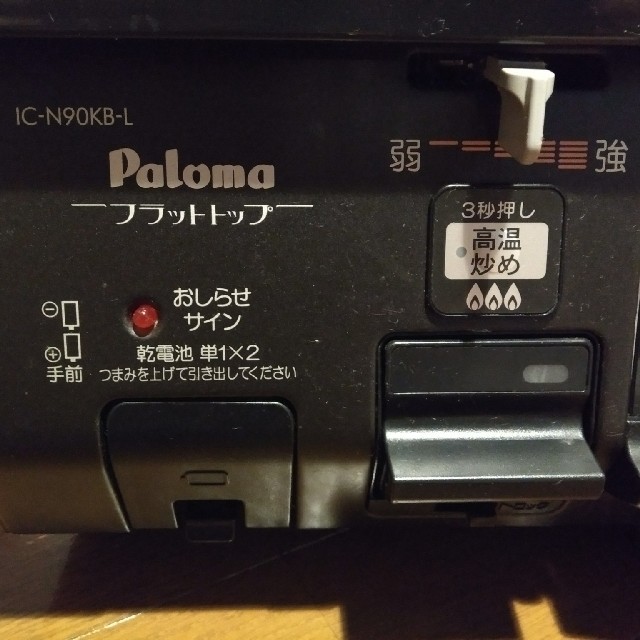 IC-N90KB-L
Paloma
フラットトップ
弱
強
3秒押し
高温
炒め
おしらせ
サイン
⊖
⊕
手前
乾電池 単1×2
つまみを上げて引き出してください